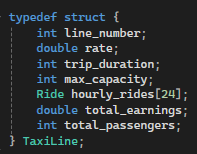 typedef struct {
    int line_number;
    double rate;
    int trip_duration;
    int max_capacity;
    Ride hourly_rides[24];
    double total_earnings;
    int total_passengers;
} TaxiLine;